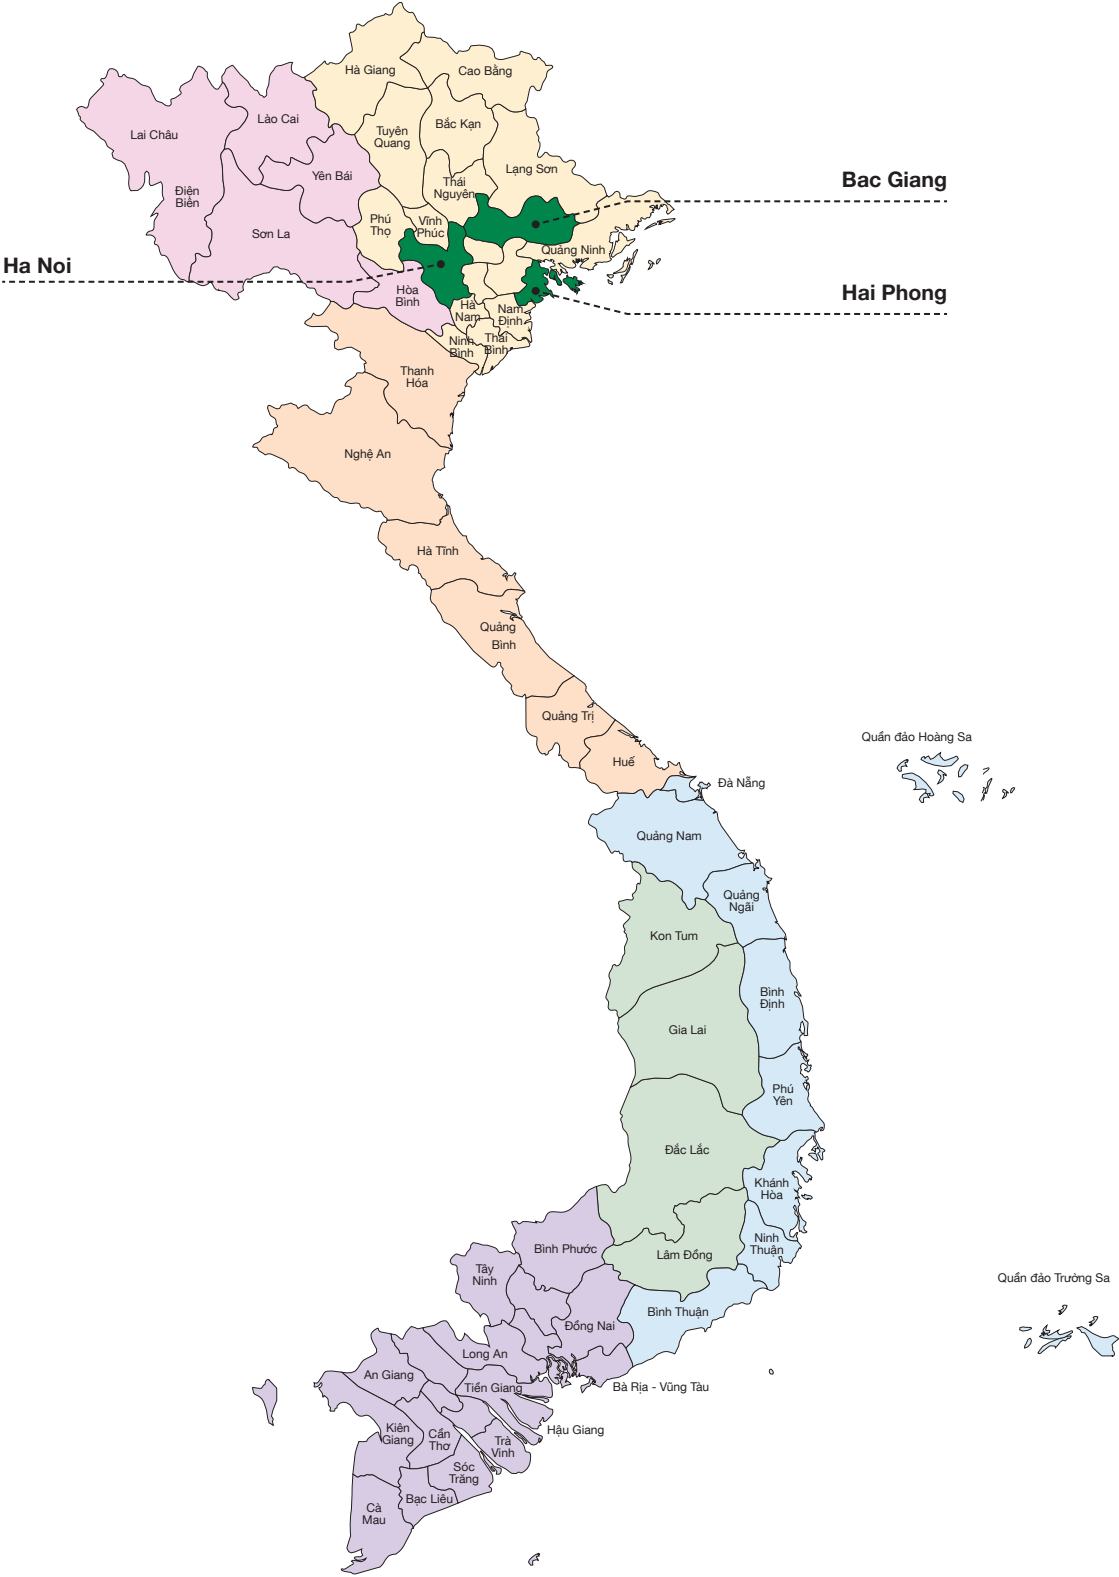 Hà Giang
Cao Bằng
Lào Cai
Lai Châu
Bắc Kạn
Tuyên
Quang
Lạng Sơn
Yên Bái
Thái
Nguyên
Bac Giang
Điện
Biên
Phú
Thọ
Vĩnh
Phúc
Sơn La
Quảng Ninh
Ha Noi
Hòa
Bình
Hai Phong
Hà
Nam
Nam
Định
Ninh
Bình
Thái
Bình
Thanh
Hóa
Nghệ An
Hà Tĩnh
Quảng
Bình
Quảng Trị
Huế
Quần đảo Hoàng Sa
Đà Nẵng
Quảng Nam
Quảng
Ngãi
Kon Tum
Bình
Định
Gia Lai
Phú
Yên
Đắc Lắc
Khánh
Hòa
Ninh
Thuận
Bình Phước
Lâm Đồng
Tây
Ninh
Quần đảo Trường Sa
Bình Thuận
Đồng Nai
Long An
An Giang
Tiền Giang
Bà Rịa - Vũng Tàu
Kiên
Giang
Cần
Thơ
Hậu Giang
Trà
Vinh
Sóc
Trăng
Bạc Liêu
Cà
Mau